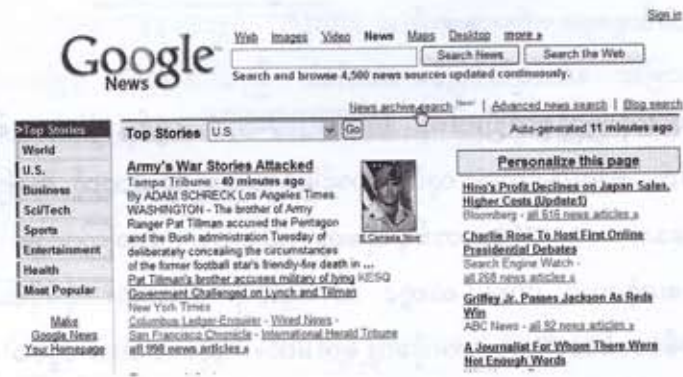 Sign in
Google
News
Web Images Video News Maps Desktop more »
Search News Search the Web
Search and browse 4,500 news sources updated continuously.
News archive search New! | Advanced news search | Blog search
>Top Stories
World
U.S.
Business
Sci/Tech
Sports
Entertainment
Health
Most Popular
Make
Google News
Your Homepage
Top Stories U.S. Go
Auto-generated 11 minutes ago
Army's War Stories Attacked
Tampa Tribune - 40 minutes ago
By ADAM SCHRECK Los Angeles Times.
WASHINGTON - The brother of Army
Ranger Pat Tillman accused the Pentagon
and the Bush administration Tuesday of
deliberately concealing the circumstances
of the former football star's friendly-fire death in ...
Pat Tillman's brother accuses military of lying KESQ
Government Challenged on Lynch and Tillman
New York Times
Columbus Ledger-Enquirer - Wired News -
San Francisco Chronicle - International Herald Tribune
all 998 news articles »
E Canada Now
Personalize this page
Hino's Profit Declines on Japan Sales,
Higher Costs (Update1)
Bloomberg - all 616 news articles »
Charlie Rose To Host First Online
Presidential Debates
Search Engine Watch -
all 268 news articles »
Griffey Jr. Passes Jackson As Reds
Win
ABC News - all 92 news articles »
A Journalist For Whom There Were
Not Enough Words